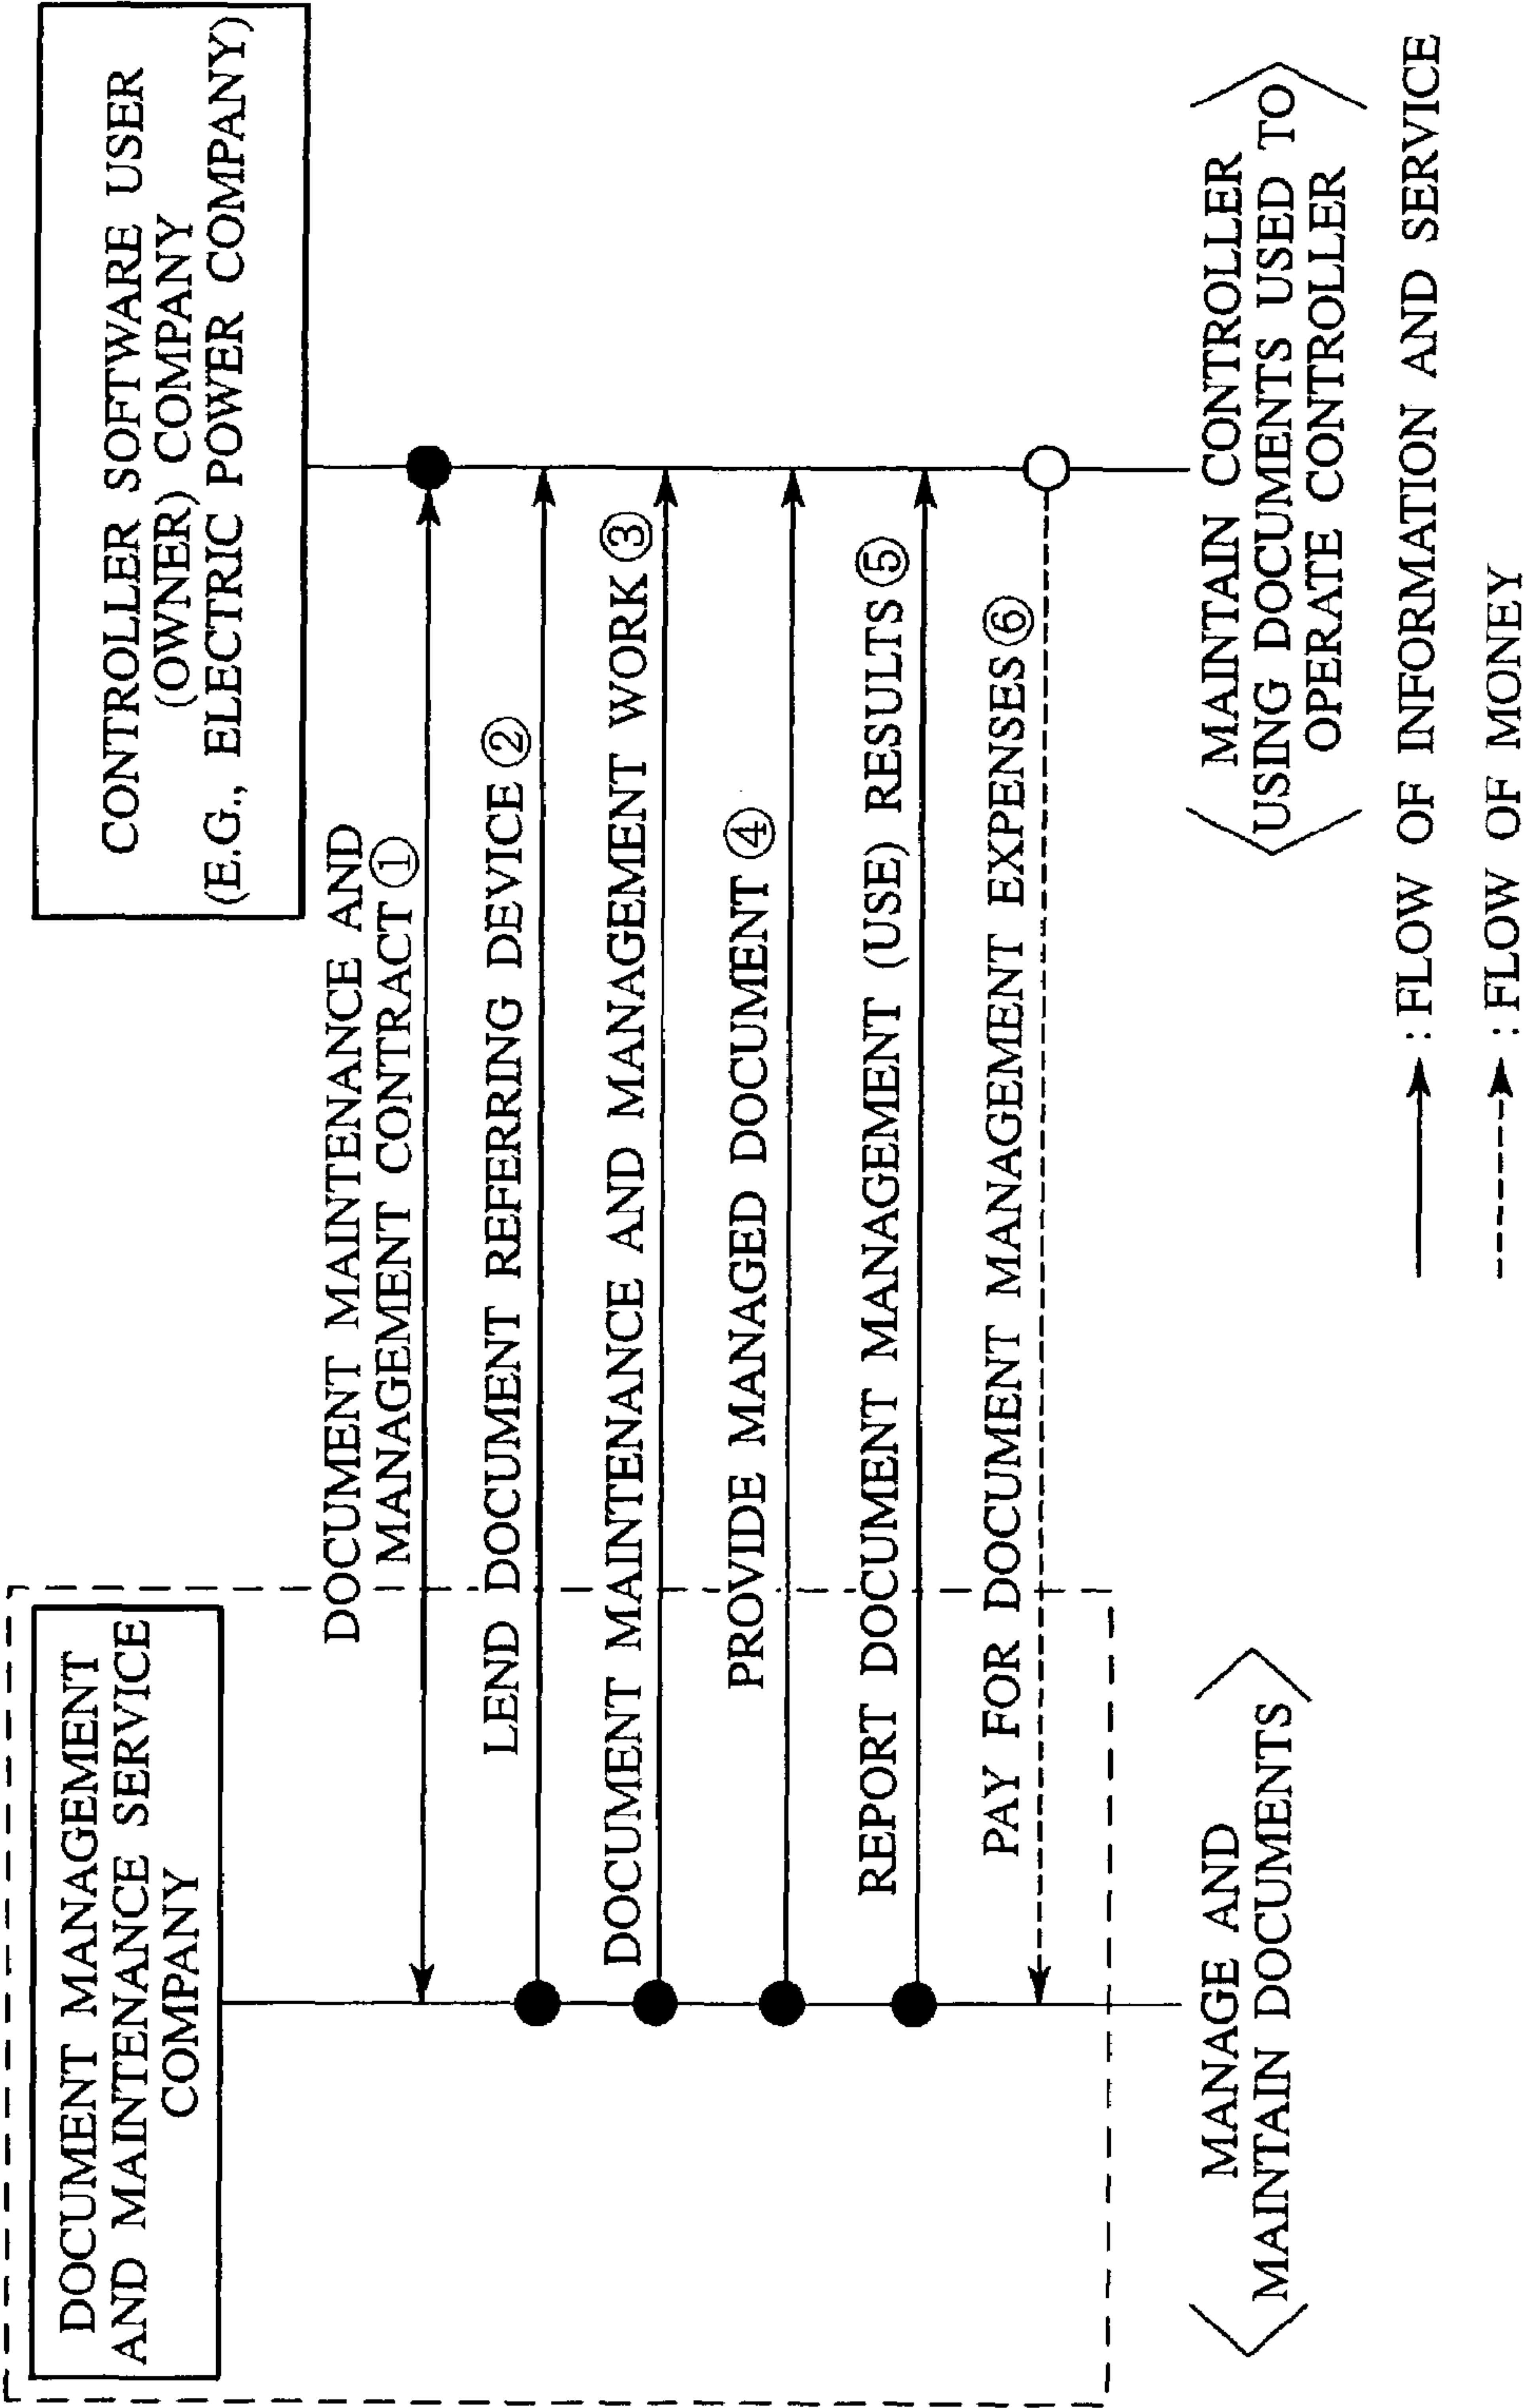 DOCUMENT MANAGEMENT
AND MAINTENANCE SERVICE
COMPANY
CONTROLLER SOFTWARE USER
(OWNER) COMPANY
(E.G., ELECTRIC POWER COMPANY)
DOCUMENT MAINTENANCE AND
MANAGEMENT CONTRACT ①
LEND DOCUMENT REFERRING DEVICE ②
DOCUMENT MAINTENANCE AND MANAGEMENT WORK ③
PROVIDE MANAGED DOCUMENT ④
REPORT DOCUMENT MANAGEMENT (USE) RESULTS ⑤
PAY FOR DOCUMENT MANAGEMENT EXPENSES ⑥
MANAGE AND
MAINTAIN DOCUMENTS
MAINTAIN CONTROLLER
USING DOCUMENTS USED TO
OPERATE CONTROLLER
: FLOW OF INFORMATION AND SERVICE
: FLOW OF MONEY